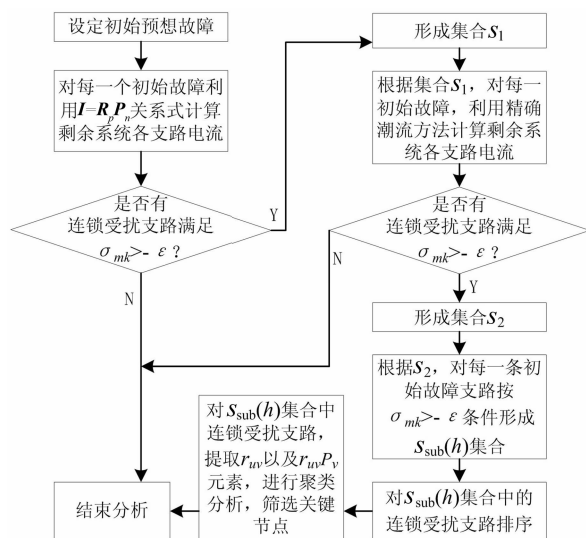 设定初始预想故障
对每一个初始故障利
用I=RpPn关系式计算
剩余系统各支路电流
是否有
连锁受扰支路满足
σmk>- ε ?
Y
N
形成集合S1
根据集合S1，对每一
初始故障，利用精确
潮流方法计算剩余系
统各支路电流
是否有
连锁受扰支路满足
σmk>- ε ?
N
Y
形成集合S2
根据S2，对每一条初
始故障支路按
σmk>- ε 条件形成
Ssub(h)集合
对Ssub(h)集合中的
连锁受扰支路排序
对Ssub(h)集合中
连锁受扰支路，
提取ruv以及ruvPv
元素，进行聚类
分析，筛选关键
节点
结束分析